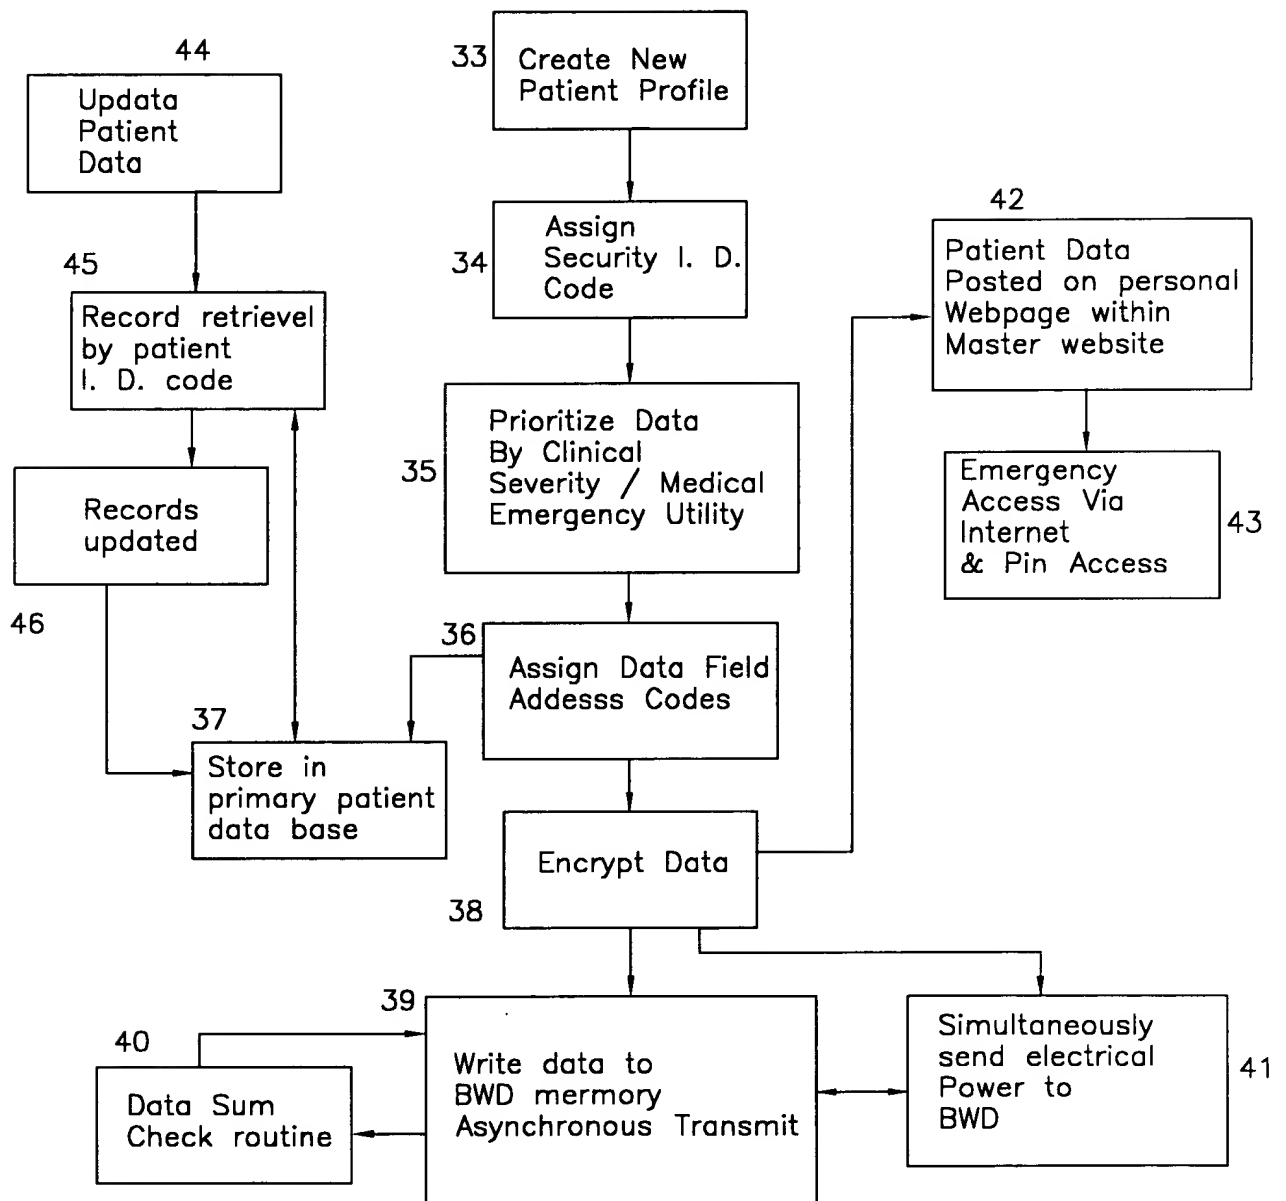 44
Updata
Patient
Data
33
Create New
Patient Profile
34
Assign
Security I. D.
Code
45
Record retrievel
by patient
I. D. code
42
Patient Data
Posted on personal
Webpage within
Master website
35
Prioritize Data
By Clinical
Severity / Medical
Emergency Utility
Records
updated
46
Emergency
Access Via
Internet
& Pin Access
43
36
Assign Data Field
Addesss Codes
37
Store in
primary patient
data base
Encrypt Data
38
39
Write data to
BWD mermory
Asynchronous Transmit
40
Data Sum
Check routine
Simultaneously
send electrical
Power to
BWD
41